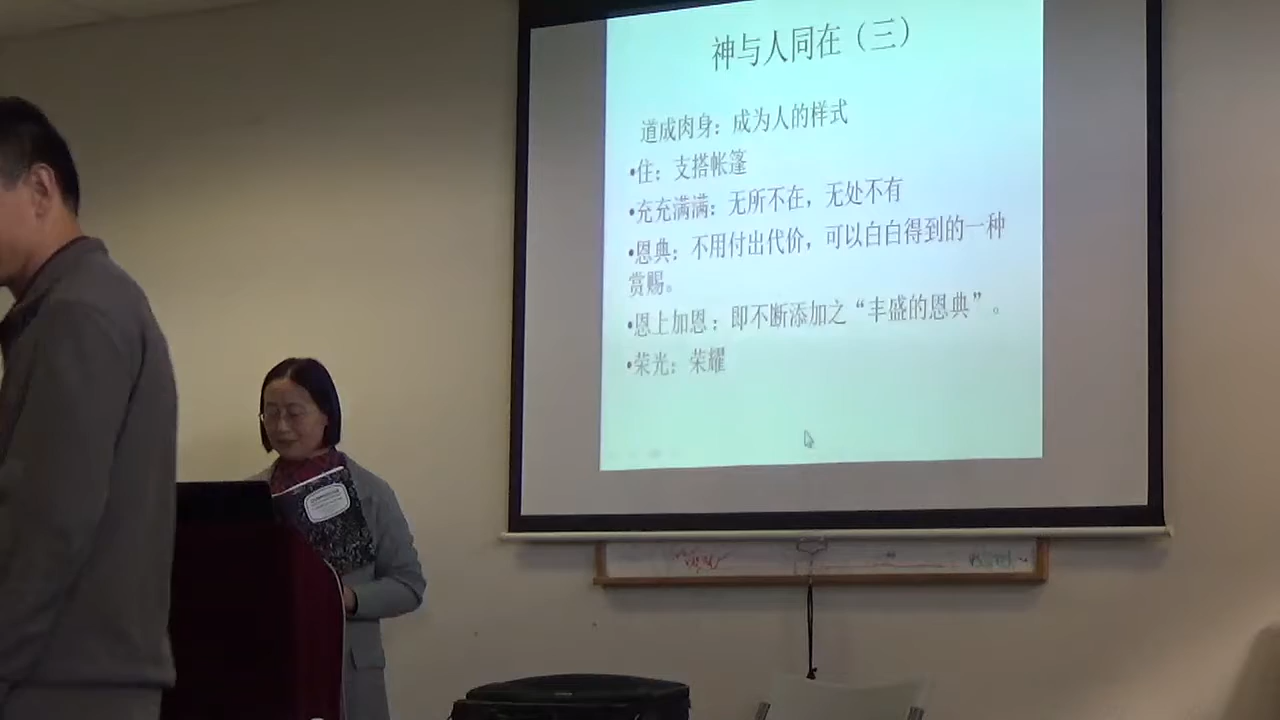 神与人同在（三）
道成肉身：成为人的样式
•住：支搭帐篷
•充充满满：无所不在，无处不有
•恩典：不用付出代价，可以白白得到的一种
赏赐。
•恩上加恩：即不断添加之“丰盛的恩典”。
•荣光：荣耀